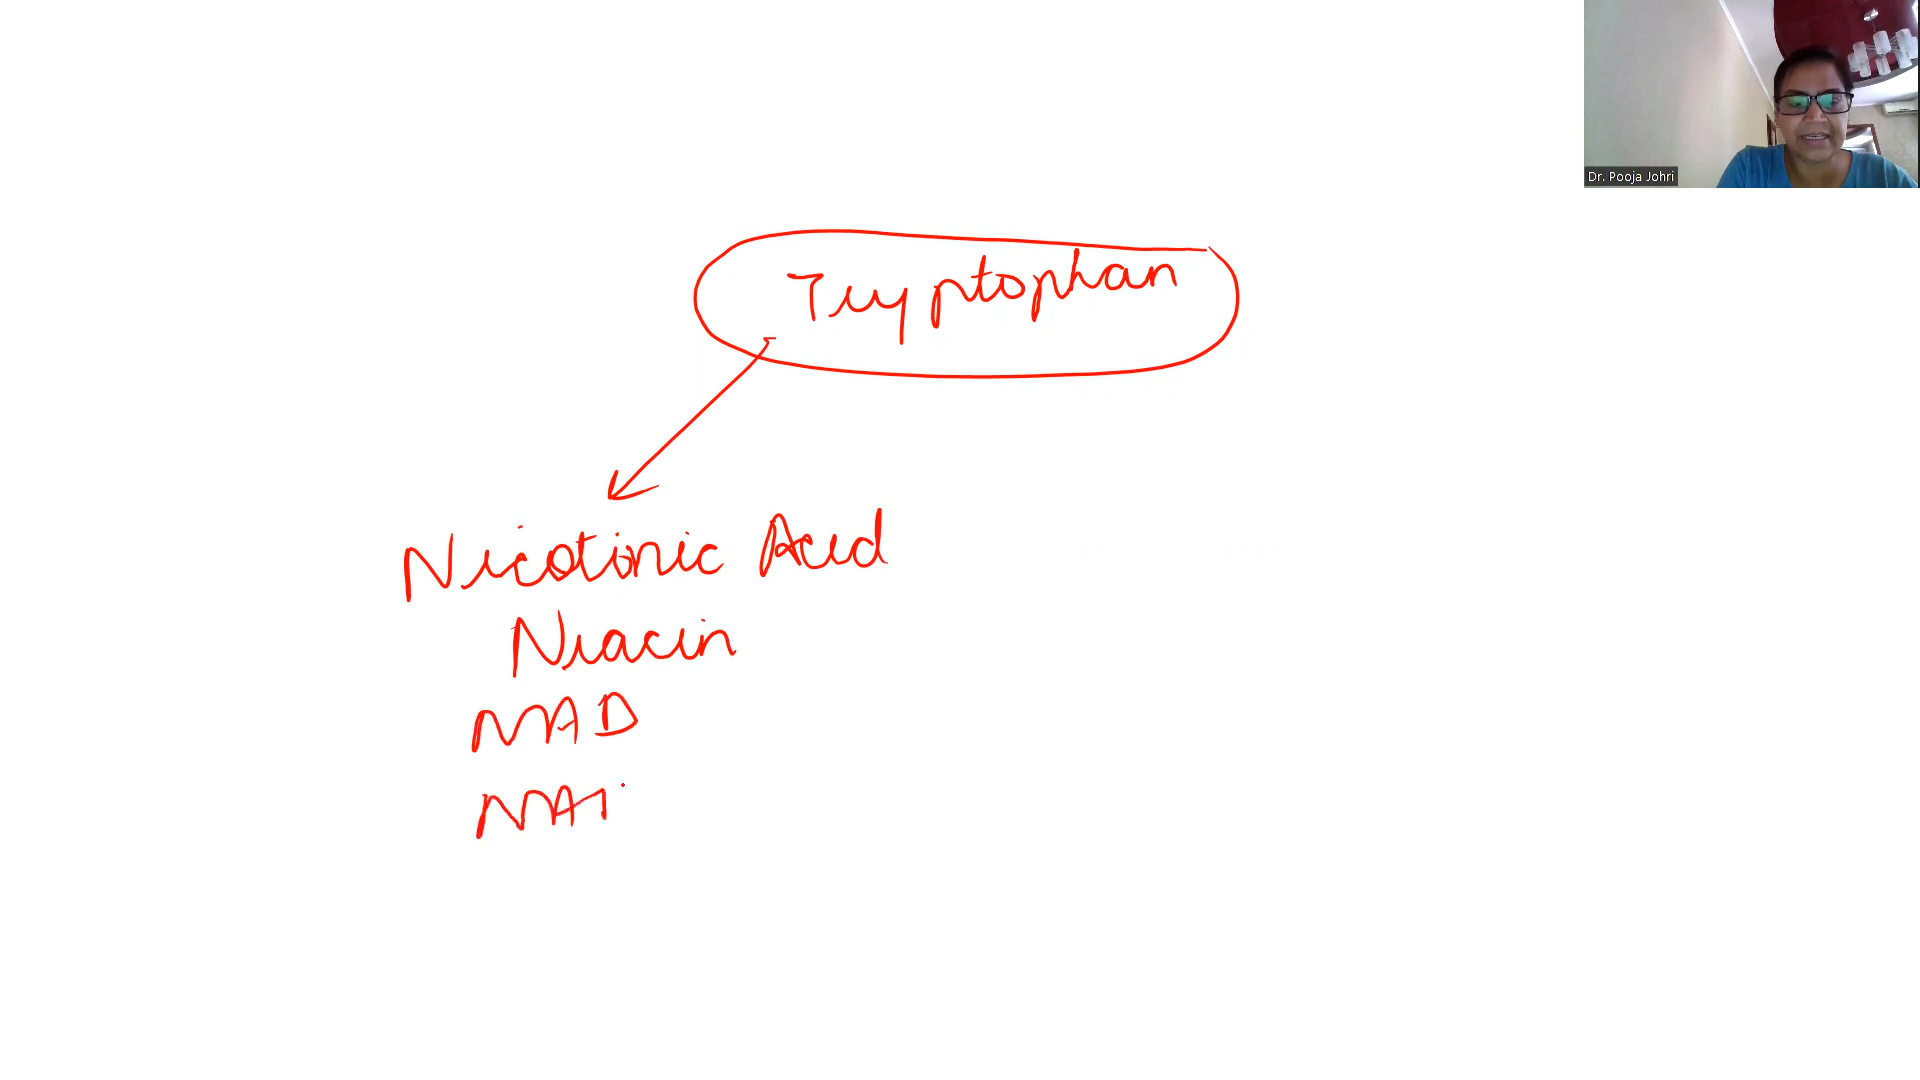 Dr. Pooja Johri
Tryptophan
Nicotinic Acid
Niacin
NAD